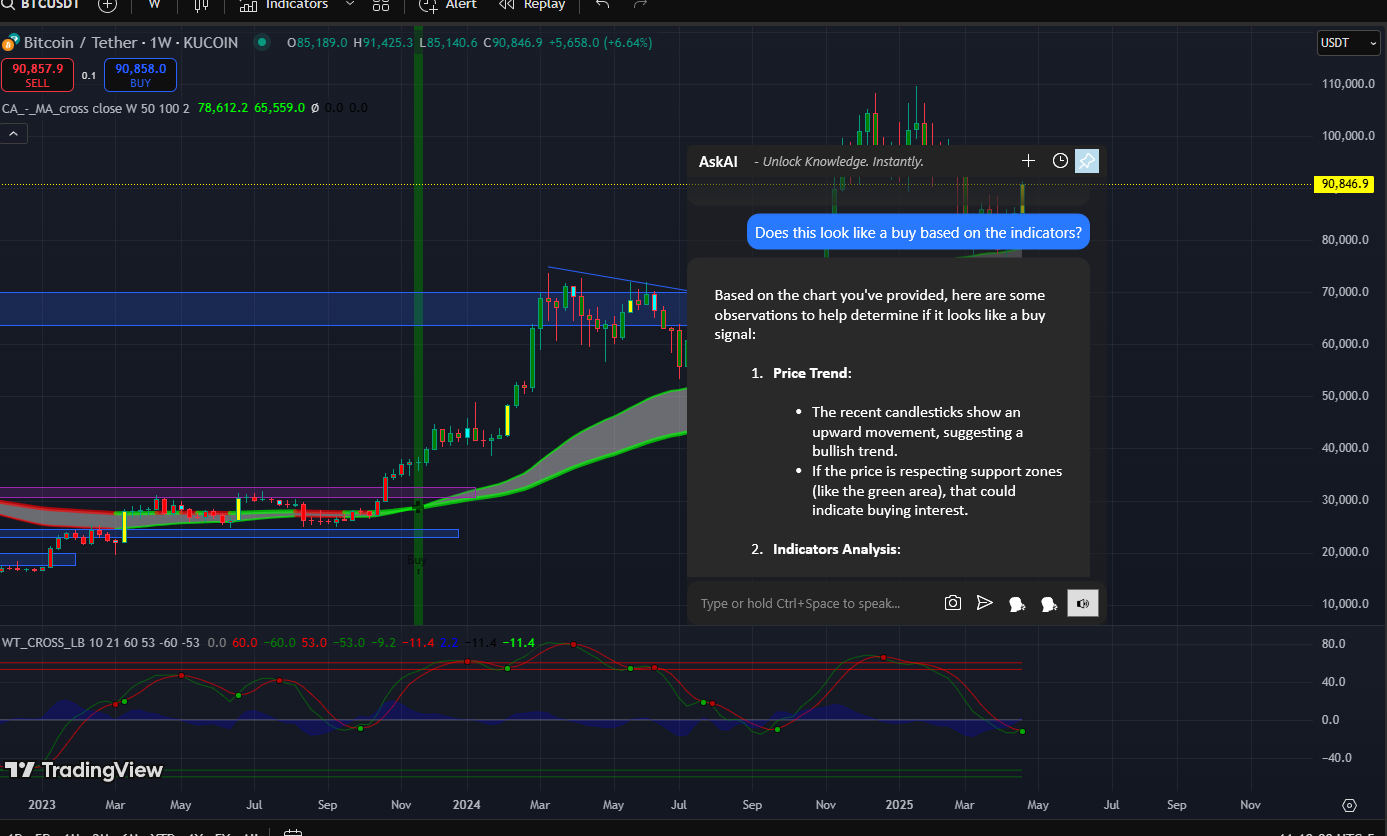 BTCUSDT W Indicators Alert Replay
Bitcoin / Tether · 1W · KUCOIN O85,189.0 H91,425.3 L85,140.6 C90,846.9 +5,658.0 (+6.64%)
USDT
90,857.9
SELL
0.1
90,858.0
BUY
CA_-_MA_cross close W 50 100 2 78,612.2 65,559.0 Ø 0.0 0.0
110,000.0
100,000.0
90,846.9
80,000.0
70,000.0
60,000.0
50,000.0
40,000.0
30,000.0
20,000.0
10,000.0
AskAI - Unlock Knowledge. Instantly.
Does this look like a buy based on the indicators?
Based on the chart you've provided, here are some
observations to help determine if it looks like a buy
signal:
1. Price Trend:
• The recent candlesticks show an
upward movement, suggesting a
bullish trend.
• If the price is respecting support zones
(like the green area), that could
indicate buying interest.
2. Indicators Analysis:
Type or hold Ctrl+Space to speak...
Buy
WT_CROSS_LB 10 21 60 53 -60 -53 0.0 60.0 −60.0 53.0 −53.0 −9.2 −11.4 2.2 −11.4 −11.4
80.0
40.0
0.0
−40.0
TradingView
2023 Mar May Jul Sep Nov 2024 Mar May Jul Sep Nov 2025 Mar May Jul Sep Nov